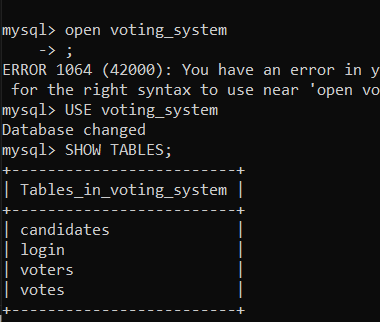 mysql> open voting_system
    -> ;
ERROR 1064 (42000): You have an error in y
 for the right syntax to use near 'open vo
mysql> USE voting_system
Database changed
mysql> SHOW TABLES;
+-------------------------+
| Tables_in_voting_system |
+-------------------------+
| candidates              |
| login                   |
| voters                  |
| votes                   |
+-------------------------+